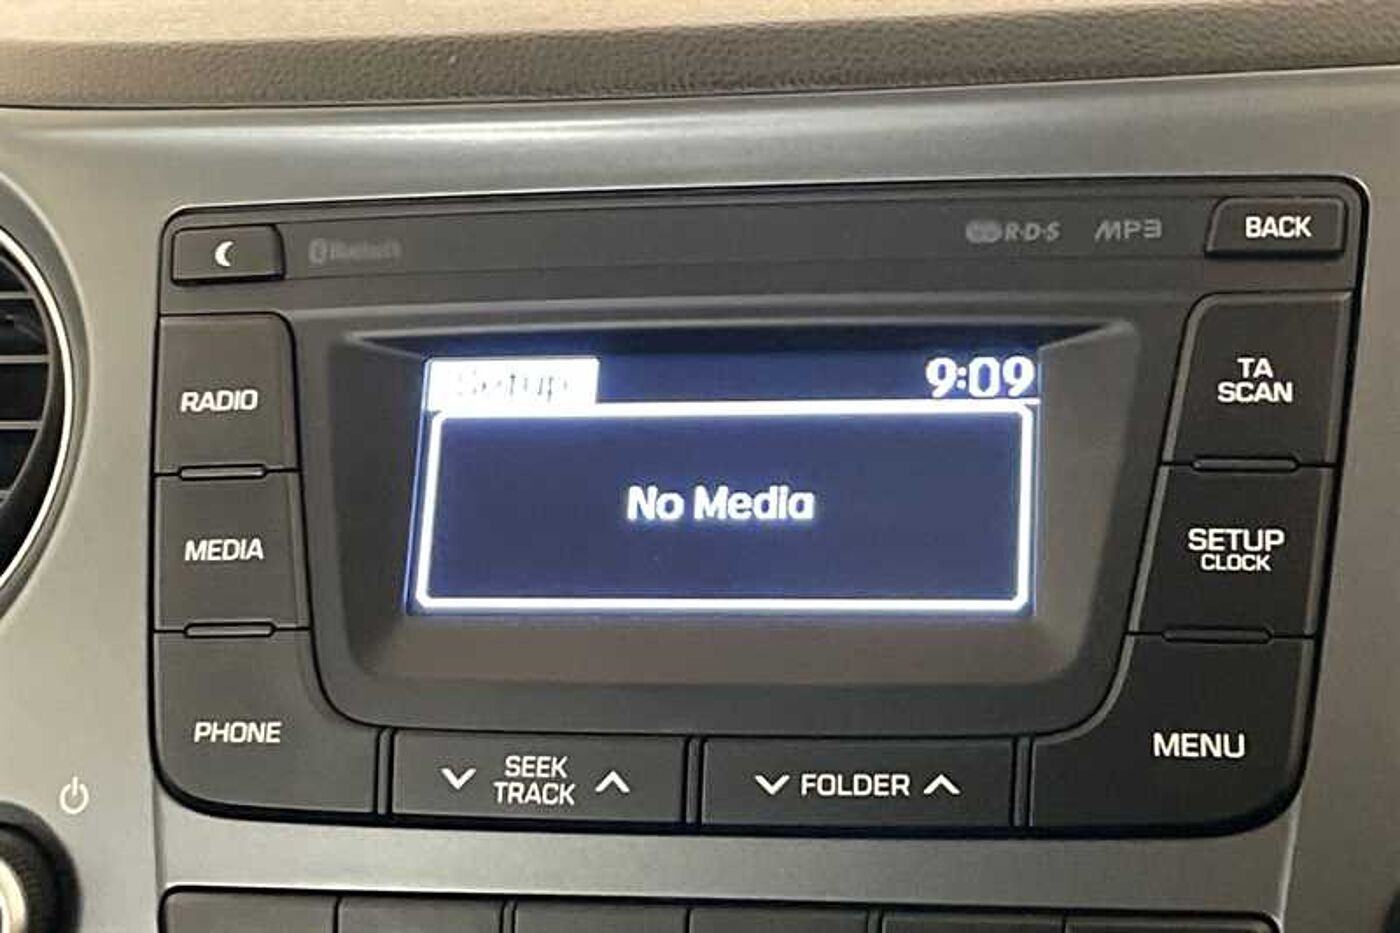 Bluetooth
R·D·S
MP3
BACK
RADIO
Setup
9:09
TA
SCAN
No Media
MEDIA
SETUP
CLOCK
PHONE
SEEK
TRACK
FOLDER
MENU